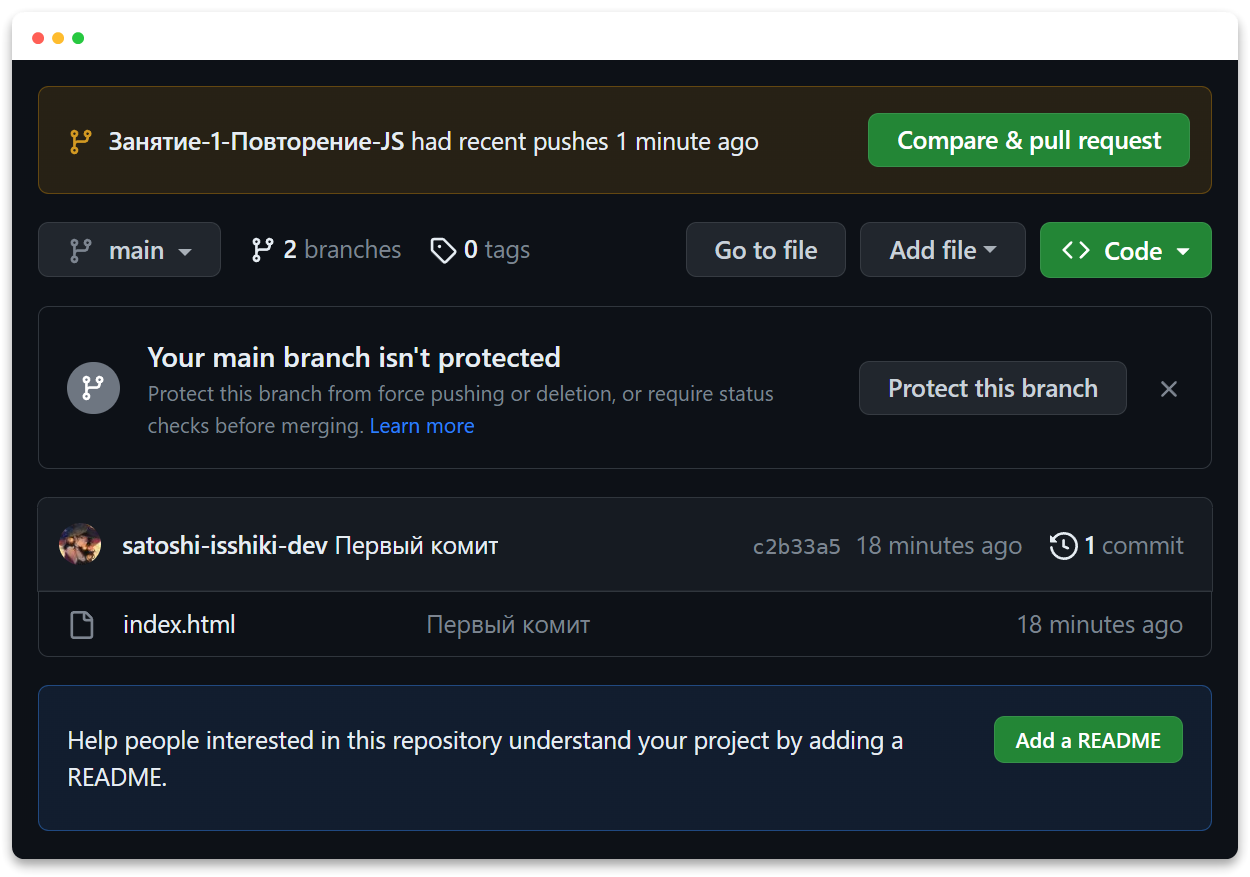 Занятие-1-Повторение-JS had recent pushes 1 minute ago
Compare & pull request
main
2 branches
0 tags
Go to file
Add file
Code
Your main branch isn't protected
Protect this branch from force pushing or deletion, or require status
checks before merging. Learn more
Protect this branch
satoshi-isshiki-dev Первый комит
c2b33a5 18 minutes ago
1 commit
index.html
Первый комит
18 minutes ago
Help people interested in this repository understand your project by adding a
README.
Add a README